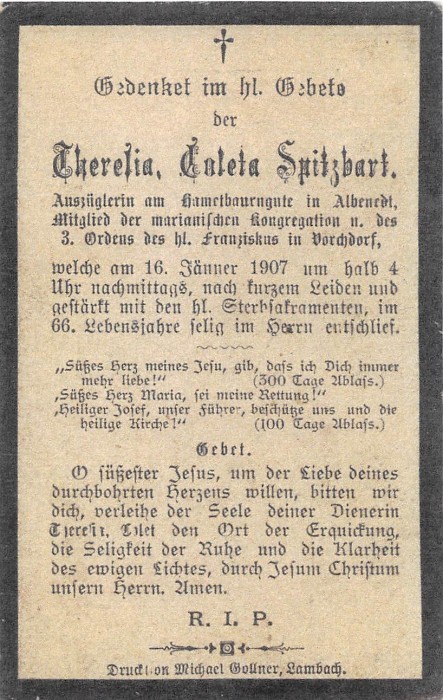 Gedenket im hl. Gebete
der
Theresia, Coleta Spitzbart.
Auszüglerin am Hametbaurngute in Albenedt,
Mitglied der marianischen Kongregation u. des
3. Ordens des hl. Franziskus in Vorchdorf,
welche am 16. Jänner 1907 um halb 4
Uhr nachmittags, nach kurzem Leiden und
gestärkt mit den hl. Sterbsakramenten, im
66. Lebensjahre selig im Herrn entschlief.
„Süßes Herz meines Jesu, gib, dass ich Dich immer
mehr liebe!“ (300 Tage Ablass.)
„Süßes Herz Maria, sei meine Rettung!“
„Heiliger Josef, unser Führer, beschütze uns und die
heilige Kirche!“ (100 Tage Ablass.)
Gebet.
O süßester Jesus, um der Liebe deines
durchbohrten Herzens willen, bitten wir
dich, verleihe der Seele deiner Dienerin
Theresia Colet den Ort der Erquickung,
die Seligkeit der Ruhe und die Klarheit
des ewigen Lichtes, durch Jesum Christum
unsern Herrn. Amen.
R. I. P.
Druck von Michael Gollner, Lambach.